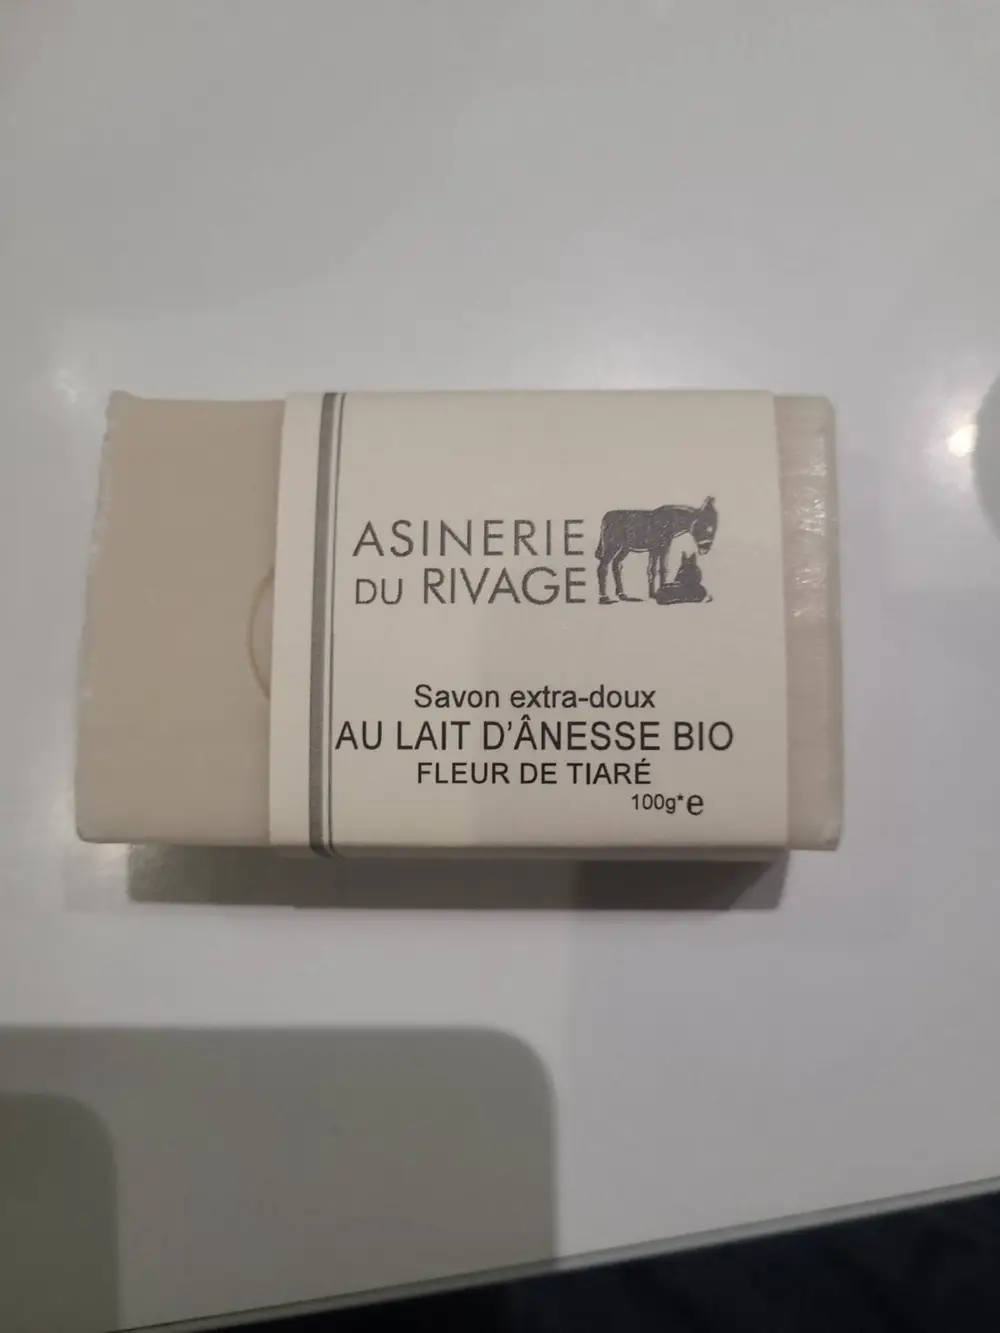 ASINERIE
DU RIVAGE
Savon extra-doux
AU LAIT D'ÂNESSE BIO
FLEUR DE TIARÉ
100g*e